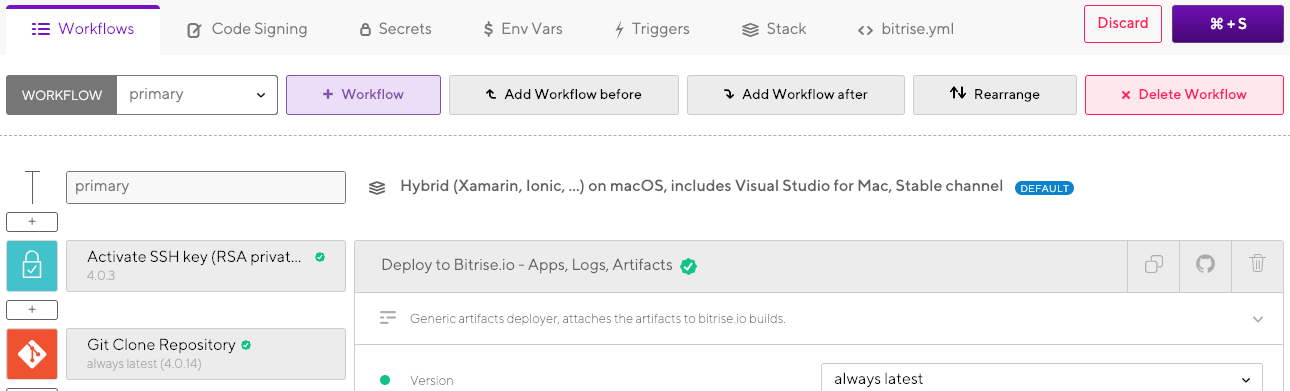 Workflows Code Signing Secrets $ Env Vars Triggers Stack <> bitrise.yml Discard ⌘ + S
WORKFLOW primary + Workflow Add Workflow before Add Workflow after Rearrange × Delete Workflow
primary Hybrid (Xamarin, Ionic, ...) on macOS, includes Visual Studio for Mac, Stable channel DEFAULT
+
Activate SSH key (RSA privat...
4.0.3
Deploy to Bitrise.io - Apps, Logs, Artifacts
+
Generic artifacts deployer, attaches the artifacts to bitrise.io builds.
Git Clone Repository
always latest (4.0.14)
Version always latest